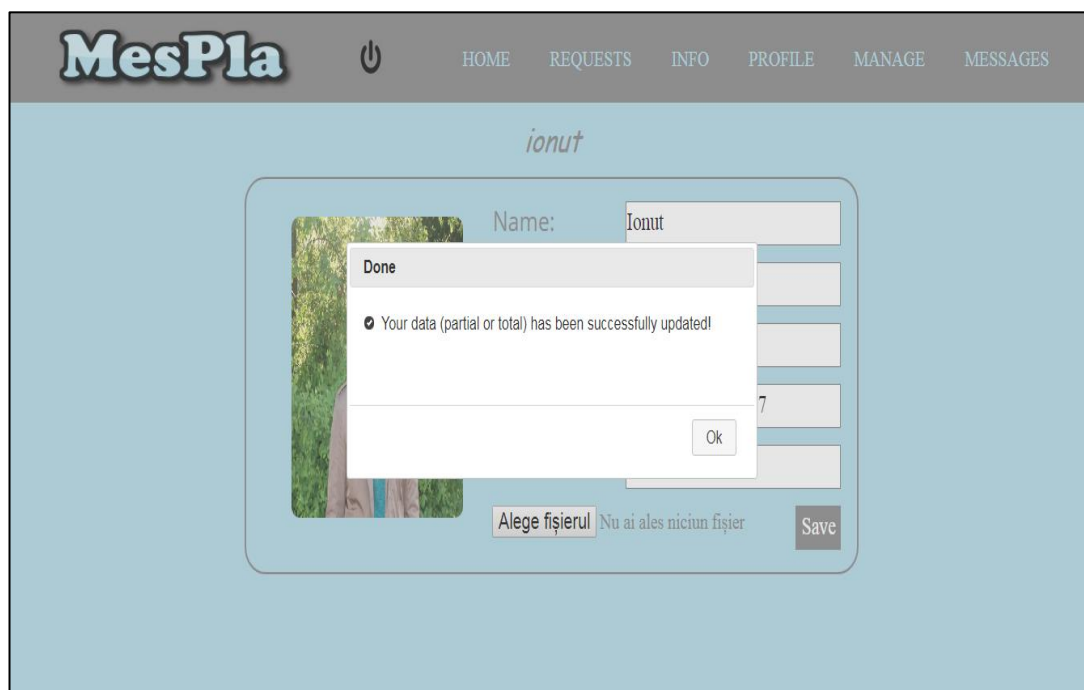 MesPla HOME REQUESTS INFO PROFILE MANAGE MESSAGES
ionut
Name: Ionut
Done
Your data (partial or total) has been successfully updated!
7
Ok
Alege fișierul Nu ai ales niciun fișier Save